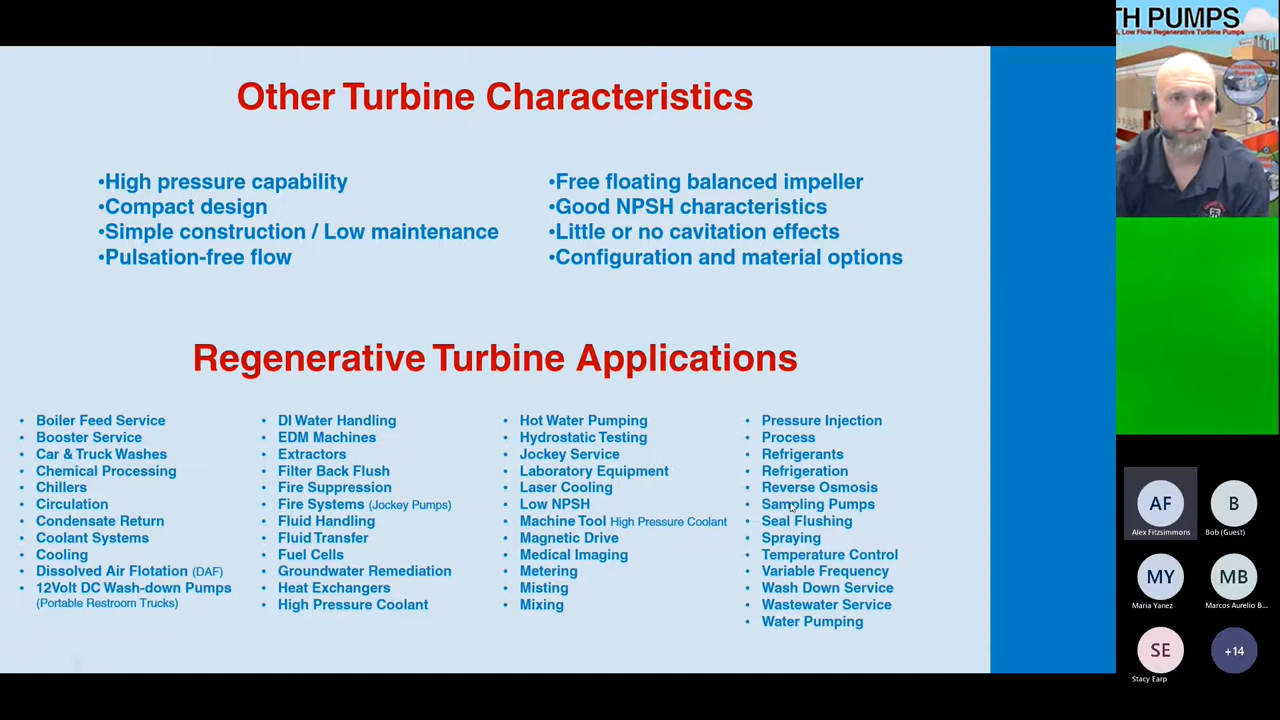 TH PUMPS
, Low Flow Regenerative Turbine Pumps
Other Turbine Characteristics
•High pressure capability
•Compact design
•Simple construction / Low maintenance
•Pulsation-free flow
•Free floating balanced impeller
•Good NPSH characteristics
•Little or no cavitation effects
•Configuration and material options
Regenerative Turbine Applications
• Boiler Feed Service
• Booster Service
• Car & Truck Washes
• Chemical Processing
• Chillers
• Circulation
• Condensate Return
• Coolant Systems
• Cooling
• Dissolved Air Flotation (DAF)
• 12Volt DC Wash-down Pumps
(Portable Restroom Trucks)
• DI Water Handling
• EDM Machines
• Extractors
• Filter Back Flush
• Fire Suppression
• Fire Systems (Jockey Pumps)
• Fluid Handling
• Fluid Transfer
• Fuel Cells
• Groundwater Remediation
• Heat Exchangers
• High Pressure Coolant
• Hot Water Pumping
• Hydrostatic Testing
• Jockey Service
• Laboratory Equipment
• Laser Cooling
• Low NPSH
• Machine Tool High Pressure Coolant
• Magnetic Drive
• Medical Imaging
• Metering
• Misting
• Mixing
• Pressure Injection
• Process
• Refrigerants
• Refrigeration
• Reverse Osmosis
• Sampling Pumps
• Seal Flushing
• Spraying
• Temperature Control
• Variable Frequency
• Wash Down Service
• Wastewater Service
• Water Pumping
AF
Alex Fitzsimmons
B
Bob (Guest)
MY
Maria Yanez
MB
Marcos Aurelio B...
SE
Stacy Earp
+14